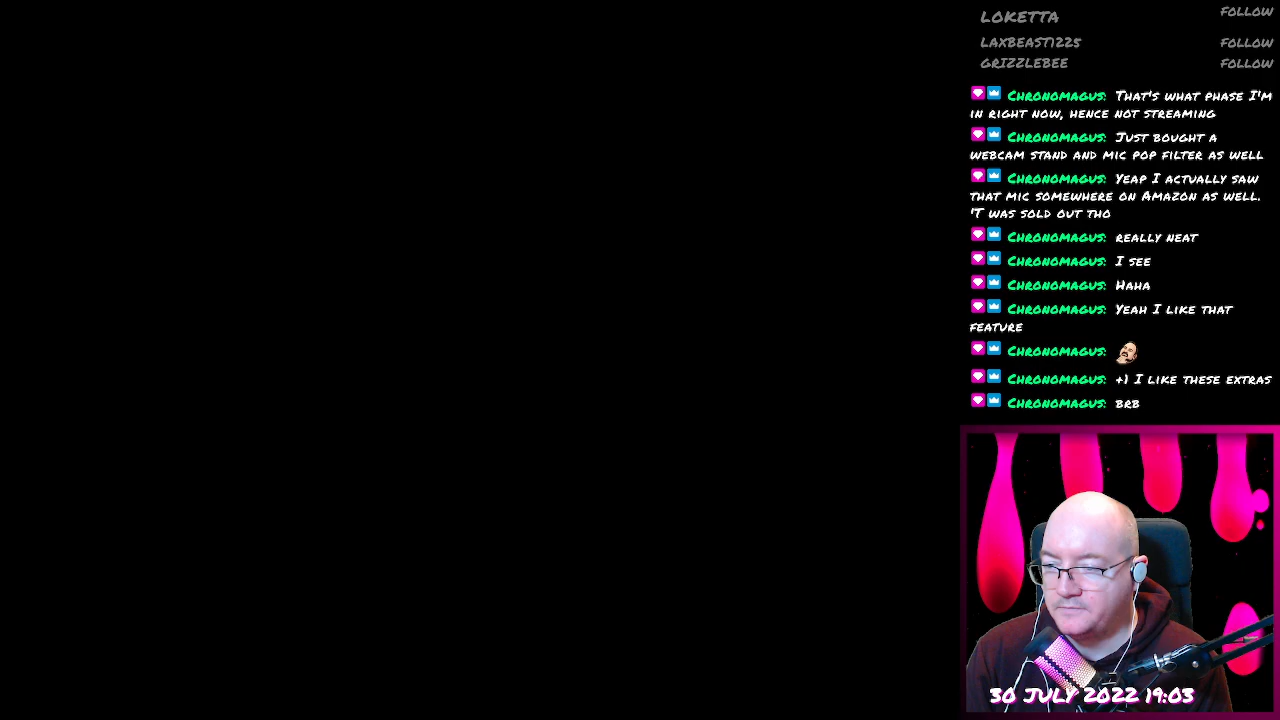 LOKETTA FOLLOW
LAXBEAST1225 FOLLOW
GRIZZLEBEE FOLLOW
CHRONOMAGUS: THAT'S WHAT PHASE I'M
IN RIGHT NOW, HENCE NOT STREAMING
CHRONOMAGUS: JUST BOUGHT A
WEBCAM STAND AND MIC POP FILTER AS WELL
CHRONOMAGUS: YEAP I ACTUALLY SAW
THAT MIC SOMEWHERE ON AMAZON AS WELL.
'T WAS SOLD OUT THO
CHRONOMAGUS: REALLY NEAT
CHRONOMAGUS: I SEE
CHRONOMAGUS: HAHA
CHRONOMAGUS: YEAH I LIKE THAT
FEATURE
CHRONOMAGUS:
CHRONOMAGUS: +1 I LIKE THESE EXTRAS
CHRONOMAGUS: BRB
30 JULY 2022 19:03